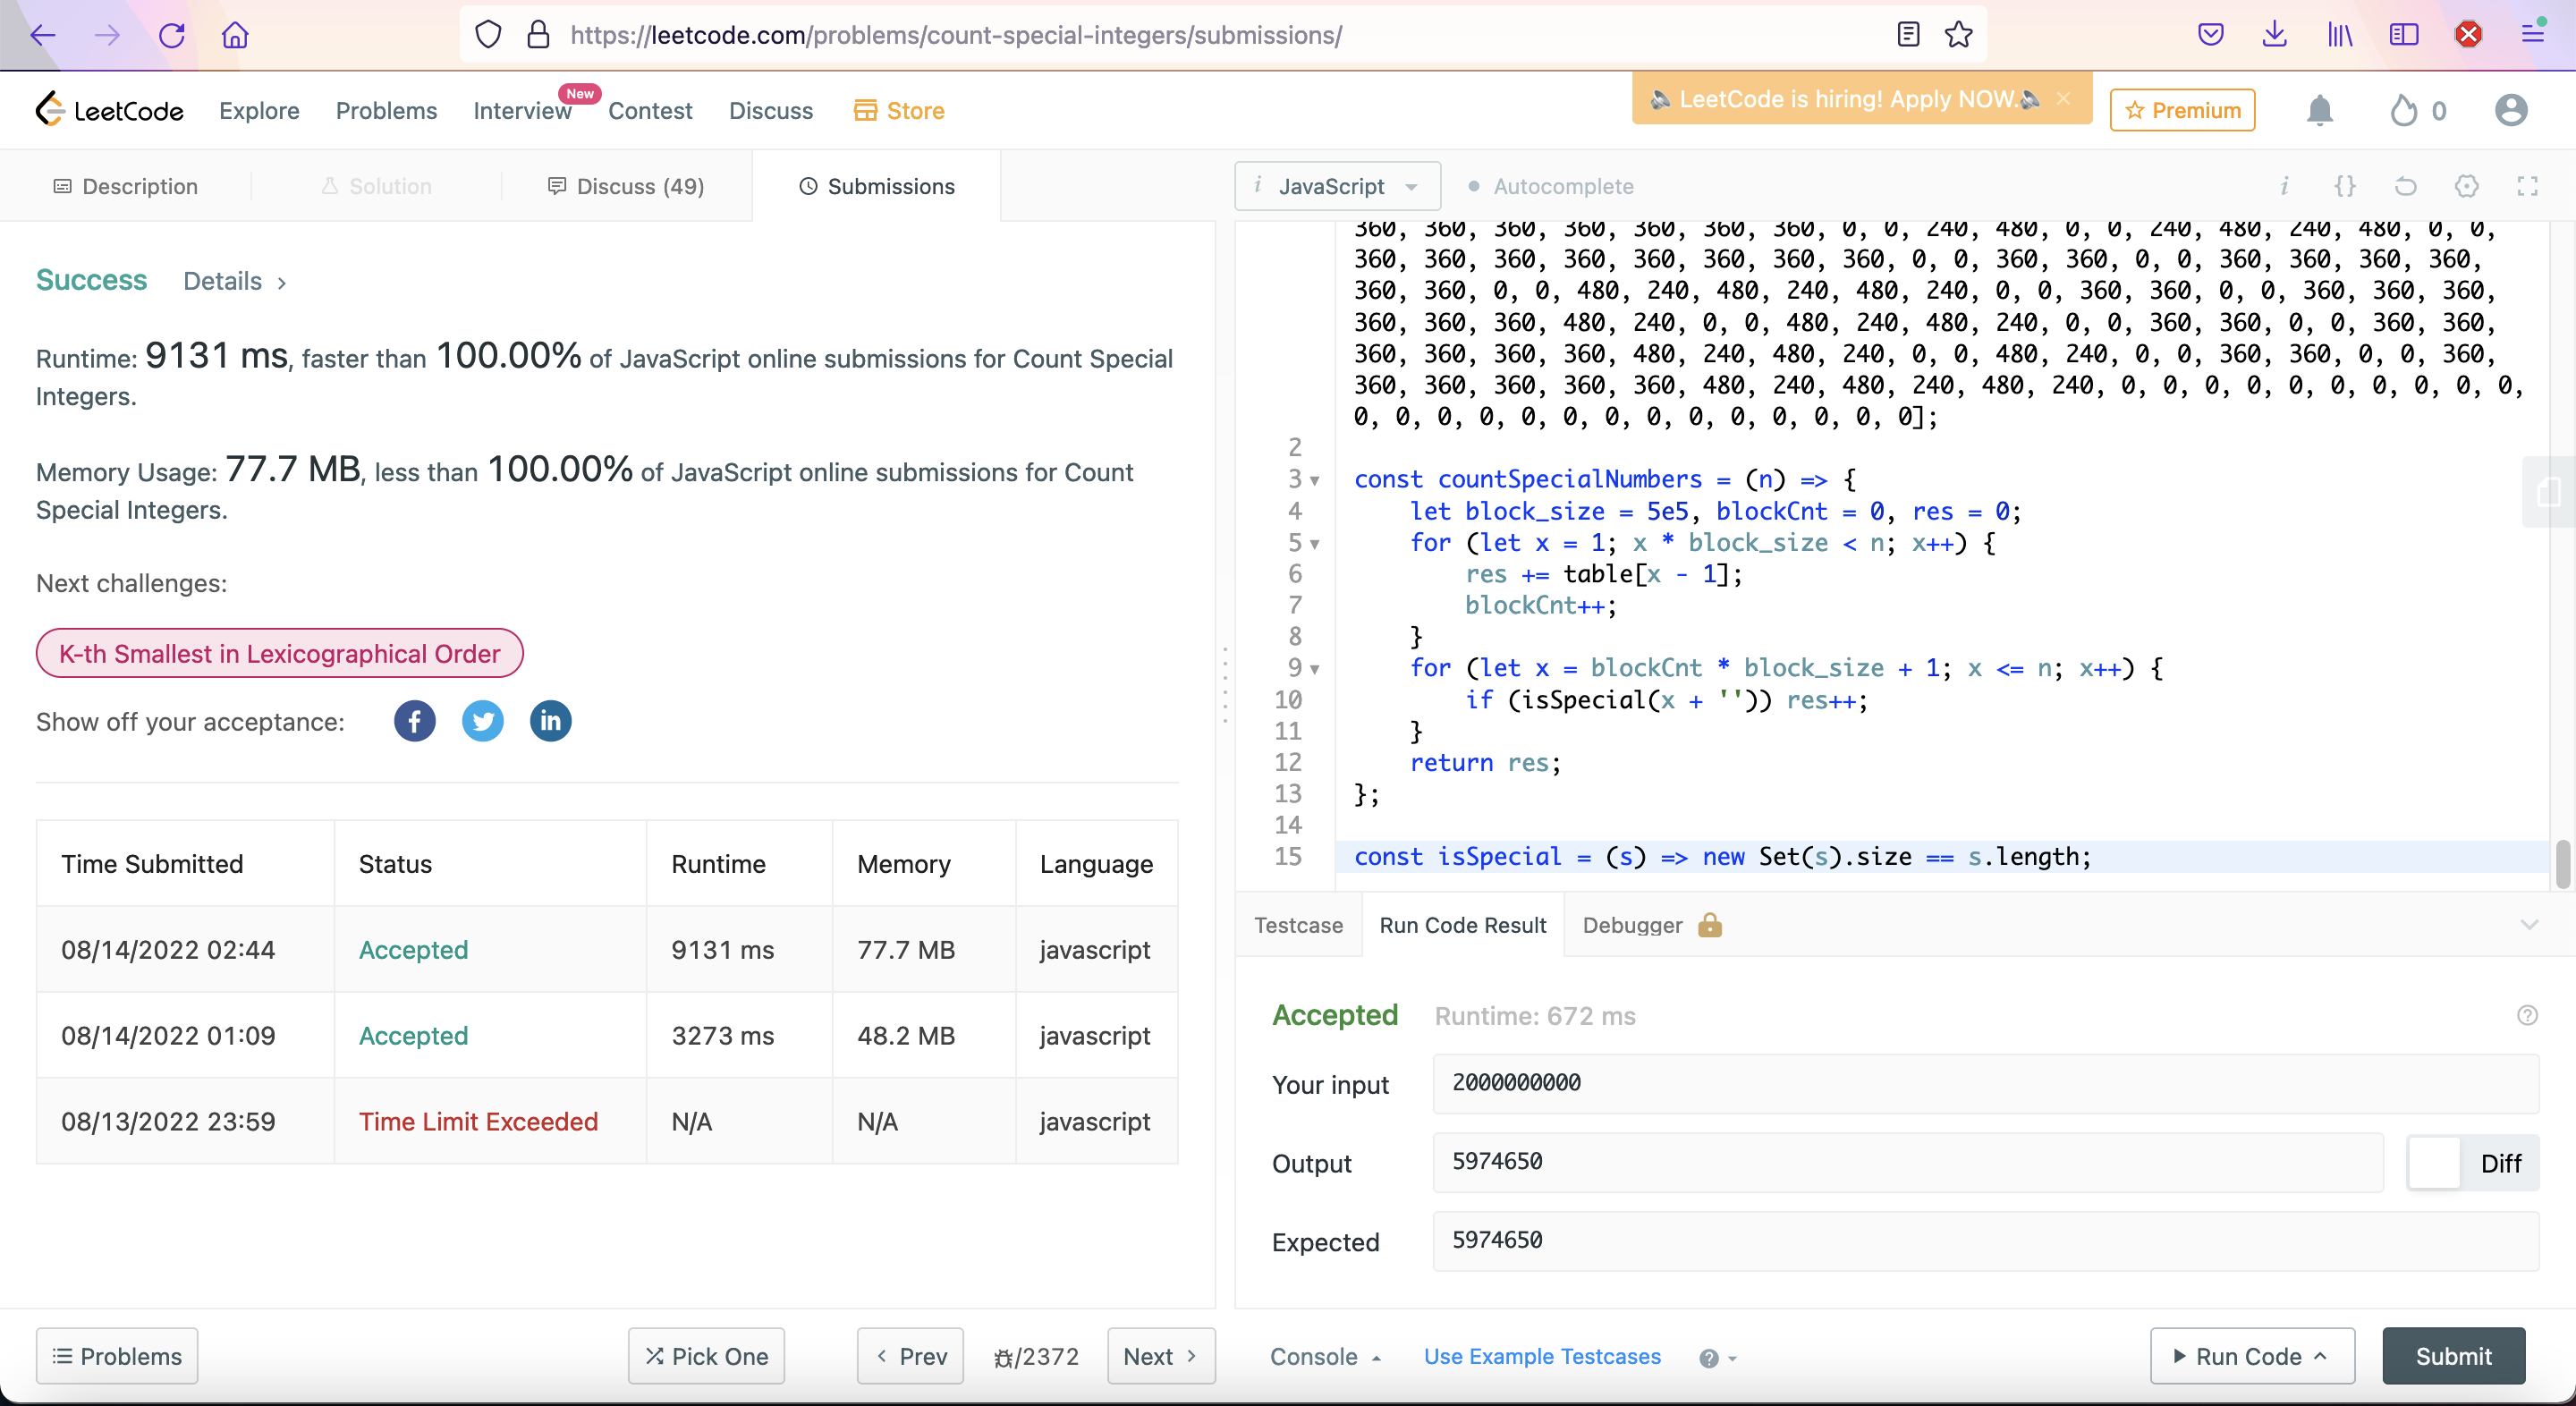 https://leetcode.com/problems/count-special-integers/submissions/
LeetCode Explore Problems Interview New Contest Discuss Store
LeetCode is hiring! Apply NOW.
Premium
0
Description Solution Discuss (49) Submissions
i JavaScript Autocomplete
Success Details
Runtime: 9131 ms, faster than 100.00% of JavaScript online submissions for Count Special
Integers.
Memory Usage: 77.7 MB, less than 100.00% of JavaScript online submissions for Count
Special Integers.
Next challenges:
K-th Smallest in Lexicographical Order
Show off your acceptance:
Time Submitted Status Runtime Memory Language
08/14/2022 02:44 Accepted 9131 ms 77.7 MB javascript
08/14/2022 01:09 Accepted 3273 ms 48.2 MB javascript
08/13/2022 23:59 Time Limit Exceeded N/A N/A javascript
360, 360, 360, 360, 360, 360, 360, 0, 0, 240, 480, 0, 0, 240, 480, 240, 480, 0, 0,
360, 360, 360, 360, 360, 360, 360, 360, 0, 0, 360, 360, 0, 0, 360, 360, 360, 360,
360, 360, 0, 0, 480, 240, 480, 240, 480, 240, 0, 0, 360, 360, 0, 0, 360, 360, 360,
360, 360, 360, 480, 240, 0, 0, 480, 240, 480, 240, 0, 0, 360, 360, 0, 0, 360, 360,
360, 360, 360, 360, 480, 240, 480, 240, 0, 0, 480, 240, 0, 0, 360, 360, 0, 0, 360,
360, 360, 360, 360, 360, 480, 240, 480, 240, 480, 240, 0, 0, 0, 0, 0, 0, 0, 0, 0, 0,
0, 0, 0, 0, 0, 0, 0, 0, 0, 0, 0, 0, 0, 0];
2
3 const countSpecialNumbers = (n) => {
4 let block_size = 5e5, blockCnt = 0, res = 0;
5 for (let x = 1; x * block_size < n; x++) {
6 res += table[x - 1];
7 blockCnt++;
8 }
9 for (let x = blockCnt * block_size + 1; x <= n; x++) {
10 if (isSpecial(x + '')) res++;
11 }
12 return res;
13 };
14
15 const isSpecial = (s) => new Set(s).size == s.length;
Testcase Run Code Result Debugger
Accepted Runtime: 672 ms
Your input 2000000000
Output 5974650 Diff
Expected 5974650
Problems Pick One Prev /2372 Next Console Use Example Testcases Run Code Submit